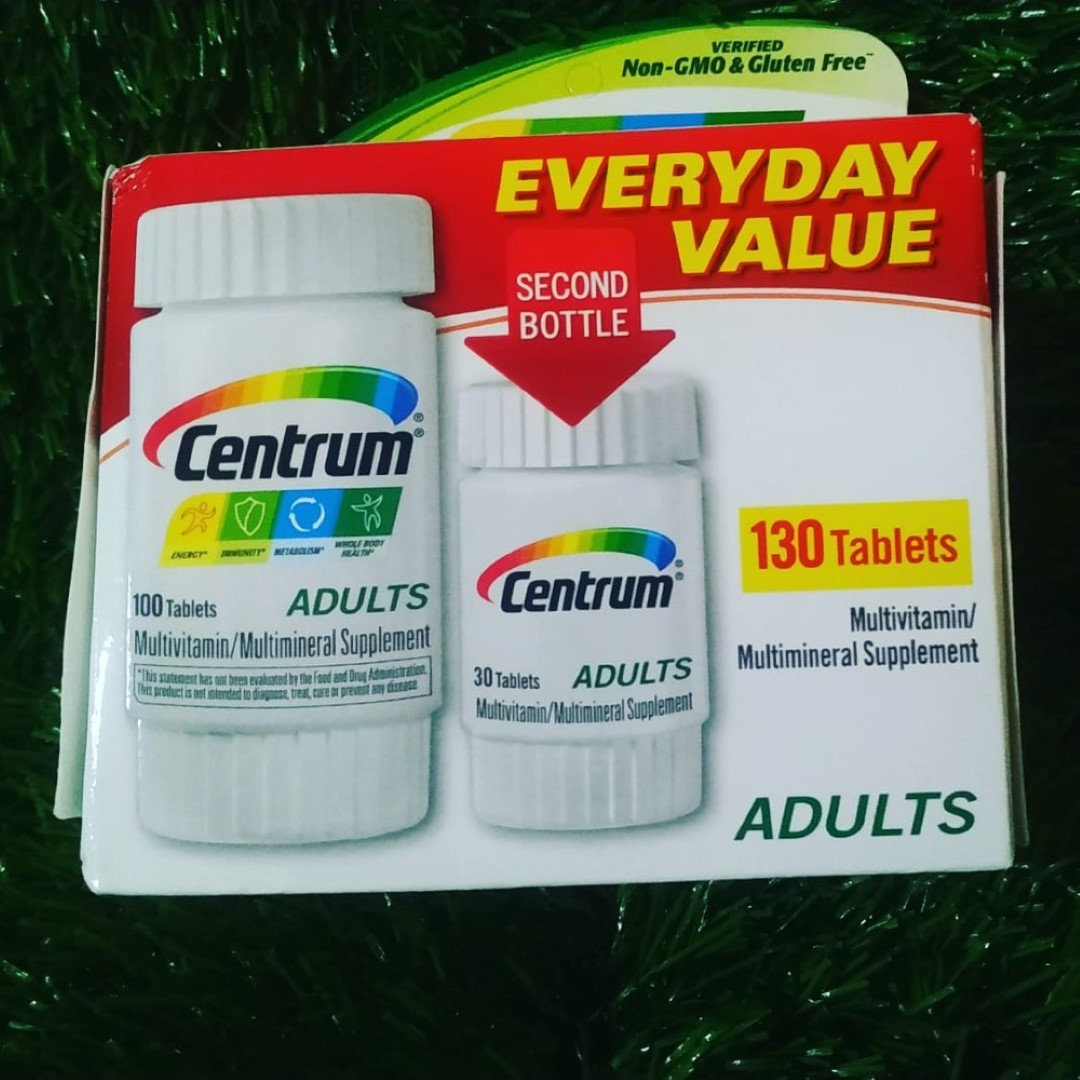 VERIFIED
Non-GMO & Gluten Free~
EVERYDAY
VALUE
SECOND
BOTTLE
Centrum®
ENERGY* IMMUNITY* METABOLISM* WHOLE BODY
HEALTH*
100 Tablets ADULTS
Multivitamin/Multimineral Supplement
*This statement has not been evaluated by the Food and Drug Administration.
This product is not intended to diagnose, treat, cure or prevent any disease.
Centrum®
30 Tablets ADULTS
Multivitamin/Multimineral Supplement
130 Tablets
Multivitamin/
Multimineral Supplement
ADULTS